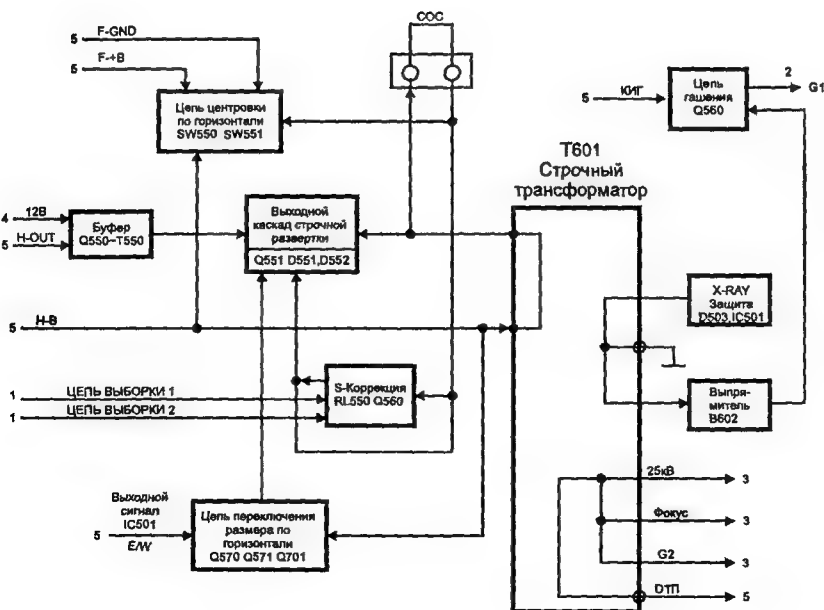 COC
5 F-GND
5 F-+B
Цепь центровки
по горизонтали
SW550 SW551
КИГ
5
Цепь
гашения
Q560
2
G1
T601
Строчный
трансформатор
4 12В
5 H-OUT
Буфер
Q550-T550
Выходной
каскад строчной
развертки
Q551 D551,D552
5 H-B
X-RAY
Защита
D503,IC501
1 ЦЕПЬ ВЫБОРКИ 1
1 ЦЕПЬ ВЫБОРКИ 2
S-Коррекция
RL550 Q560
Выпря-
митель
B602
Выходной
сигнал
IC501
5
E/W
Цепь переключения
размера по
горизонтали
Q570 Q571 Q701
25кВ 3
Фокус 3
G2 3
ОТП 5